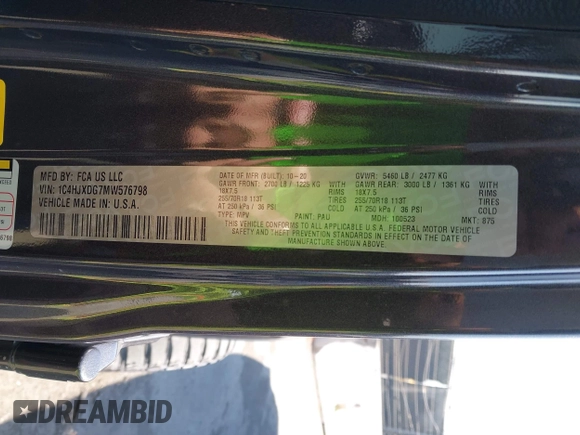 MFD BY: FCA US LLC
VIN: 1C4HJXDG7MW576798
VEHICLE MADE IN: U.S.A.
DATE OF MFR (BUILT): 10-20
GAWR FRONT: 2700 LB / 1225 KG
18X7.5
255/70R18 113T
AT 250 kPa / 36 PSI
TYPE: MPV
PAINT: PAU
WITH
RIMS
TIRES
COLD
GVWR: 5460 LB / 2477 KG
GAWR REAR: 3000 LB / 1361 KG
18X7.5
255/70R18 113T
AT 250 kPa / 36 PSI
MDH: 100523
WITH
RIMS
TIRES
COLD
MKT: 875
THIS VEHICLE CONFORMS TO ALL APPLICABLE U.S.A. FEDERAL MOTOR VEHICLE
SAFETY AND THEFT PREVENTION STANDARDS IN EFFECT ON THE DATE OF
MANUFACTURE SHOWN ABOVE.
DREAMBID